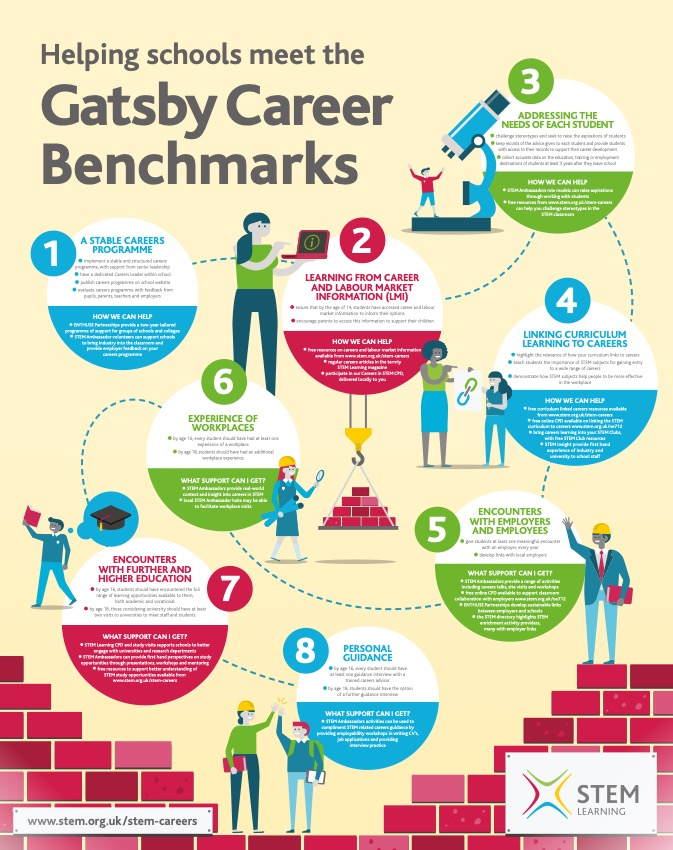 Helping schools meet the
Gatsby Career
Benchmarks
1
A STABLE CAREERS
PROGRAMME
implement a stable and structured careers
programme with support from senior leadership
have a dedicated Careers Leader within school
publish careers programme on school website
evaluate careers programme with feedback from
pupils, parents, teachers and employers
HOW WE CAN HELP
ENTHUSE Partnerships provide a two-year tailored
programme of support for groups of schools and colleges
STEM Ambassador volunteers can support schools
to bring industry into the classroom and
provide employer feedback on your
careers programme
2
LEARNING FROM CAREER
AND LABOUR MARKET
INFORMATION (LMI)
ensure that by the age of 14, students have accessed career and labour
market information to inform their options
encourage parents to access this information to support their children
HOW WE CAN HELP
free resources on careers and labour market information
available from www.stem.org.uk/stem-careers
regular careers articles in the termly
STEM Learning magazine
participate in our Careers in STEM CPD,
delivered locally to you
3
ADDRESSING THE
NEEDS OF EACH STUDENT
challenge stereotypes and seek to raise the aspirations of students
keep records of the advice given to each student and provide students
with access to their records to support their career development
collect accurate data on the education, training or employment
destinations of students at least 3 years after they leave school
HOW WE CAN HELP
STEM Ambassadors role models can raise aspirations
through working with students
free resources from www.stem.org.uk/stem-careers
can help you challenge stereotypes in the
STEM classroom
4
LINKING CURRICULUM
LEARNING TO CAREERS
highlight the relevance of how your curriculum links to careers
teach students the importance of STEM subjects for gaining entry
to a wide range of careers
demonstrate how STEM subjects help people to be more effective
in the workplace
HOW WE CAN HELP
free curriculum linked careers resources available
from www.stem.org.uk/stem-careers
free online CPD available on linking the STEM
curriculum to careers www.stem.org.uk/ne712
bring careers learning into your STEM Clubs,
with free STEM Club resources
STEM Insight provide first hand
experience of industry and
university to school staff
5
ENCOUNTERS
WITH EMPLOYERS
AND EMPLOYEES
give students at least one meaningful encounter
with an employer, every year
develop links with local employers
WHAT SUPPORT CAN I GET?
STEM Ambassadors provide a range of activities
including careers talks, site visits and workshops
free online CPD available to support classroom
collaboration with employers www.stem.org.uk/ne712
ENTHUSE Partnerships develop sustainable links
between employers and schools
the STEM directory highlights STEM
enrichment activity providers,
many with employer links
6
EXPERIENCE OF
WORKPLACES
by age 16, every student should have had at least one
experience of a workplace
by age 18, students should have had an additional
workplace experience
WHAT SUPPORT CAN I GET?
STEM Ambassadors provide real-world
context and insight into careers in STEM
local STEM Ambassador hubs may be able
to facilitate workplace visits
7
ENCOUNTERS
WITH FURTHER AND
HIGHER EDUCATION
by age 16, students should have encountered the full
range of learning opportunities available to them,
both academic and vocational
by age 18, those considering university should have at least
two visits to universities to meet staff and students
WHAT SUPPORT CAN I GET?
STEM Learning CPD and study visits supports schools to better
engage with universities and research departments
STEM Ambassadors can provide first hand perspectives on study
opportunities through presentations, workshops and mentoring
free resources to support better understanding of
STEM study opportunities available from
www.stem.org.uk/stem-careers
8
PERSONAL
GUIDANCE
by age 16, every student should have
at least one guidance interview with a
trained careers advisor
by age 18, students should have the option
of a further guidance interview
WHAT SUPPORT CAN I GET?
STEM Ambassadors activities can be used to
compliment STEM related careers guidance by
providing employability workshops in writing CV's,
job applications and providing
interview practice
www.stem.org.uk/stem-careers
STEM
LEARNING